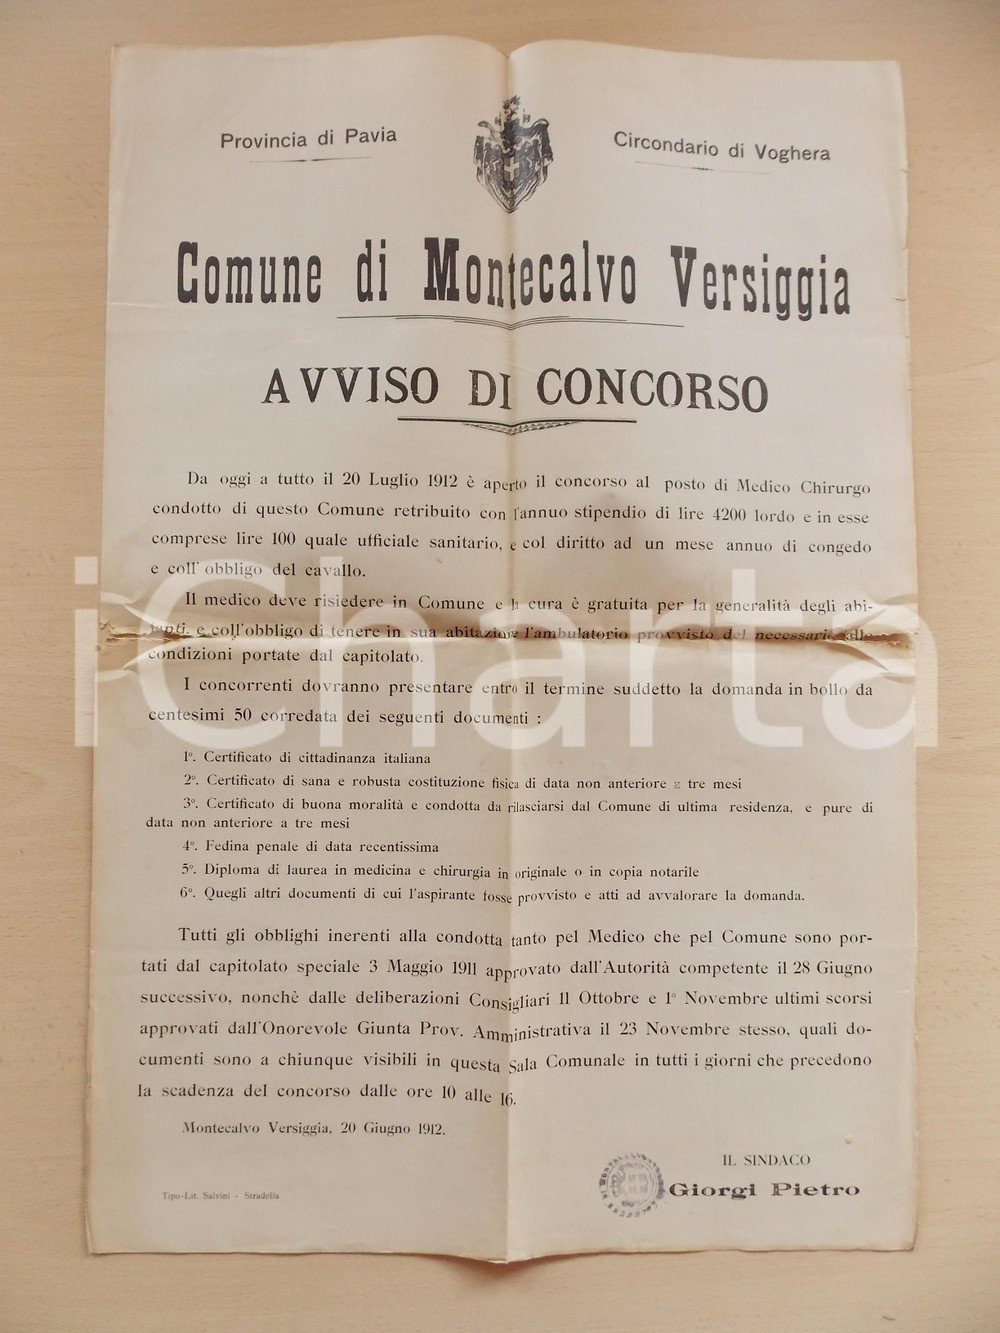 Provincia di Pavia
Circondario di Voghera
Comune di Montecalvo Versiggia
AVVISO DI CONCORSO
Da oggi a tutto il 20 Luglio 1912 è aperto il concorso al posto di Medico Chirurgo
condotto di questo Comune retribuito con l'annuo stipendio di lire 4200 lordo e in esse
comprese lire 100 quale ufficiale sanitario, e col diritto ad un mese annuo di congedo
e coll' obbligo del cavallo.
Il medico deve risiedere in Comune e la cura è gratuita per la generalità degli abi-
tanti, e coll'obbligo di tenere in sua abitazione l'ambulatorio provvisto del necessario alle
condizioni portate dal capitolato.
I concorrenti dovranno presentare entro il termine suddetto la domanda in bollo da
centesimi 50 corredata dei seguenti documenti :
1º. Certificato di cittadinanza italiana
2º. Certificato di sana e robusta costituzione fisica di data non anteriore a tre mesi
3º. Certificato di buona moralità e condotta da rilasciarsi dal Comune di ultima residenza, e pure di
data non anteriore a tre mesi
4º. Fedina penale di data recentissima
5º. Diploma di laurea in medicina e chirurgia in originale o in copia notarile
6º. Quegli altri documenti di cui l'aspirante fosse provvisto e atti ad avvalorare la domanda.
Tutti gli obblighi inerenti alla condotta tanto pel Medico che pel Comune sono por-
tati dal capitolato speciale 3 Maggio 1911 approvato dall'Autorità competente il 28 Giugno
successivo, nonchè dalle deliberazioni Consigliari 11 Ottobre e 1º Novembre ultimi scorsi
approvati dall'Onorevole Giunta Prov. Amministrativa il 23 Novembre stesso, quali do-
cumenti sono a chiunque visibili in questa Sala Comunale in tutti i giorni che precedono
la scadenza del concorso dalle ore 10 alle 16.
Montecalvo Versiggia, 20 Giugno 1912.
IL SINDACO
Giorgi Pietro
Tipo-Lit. Salvini - Stradella
iCharta